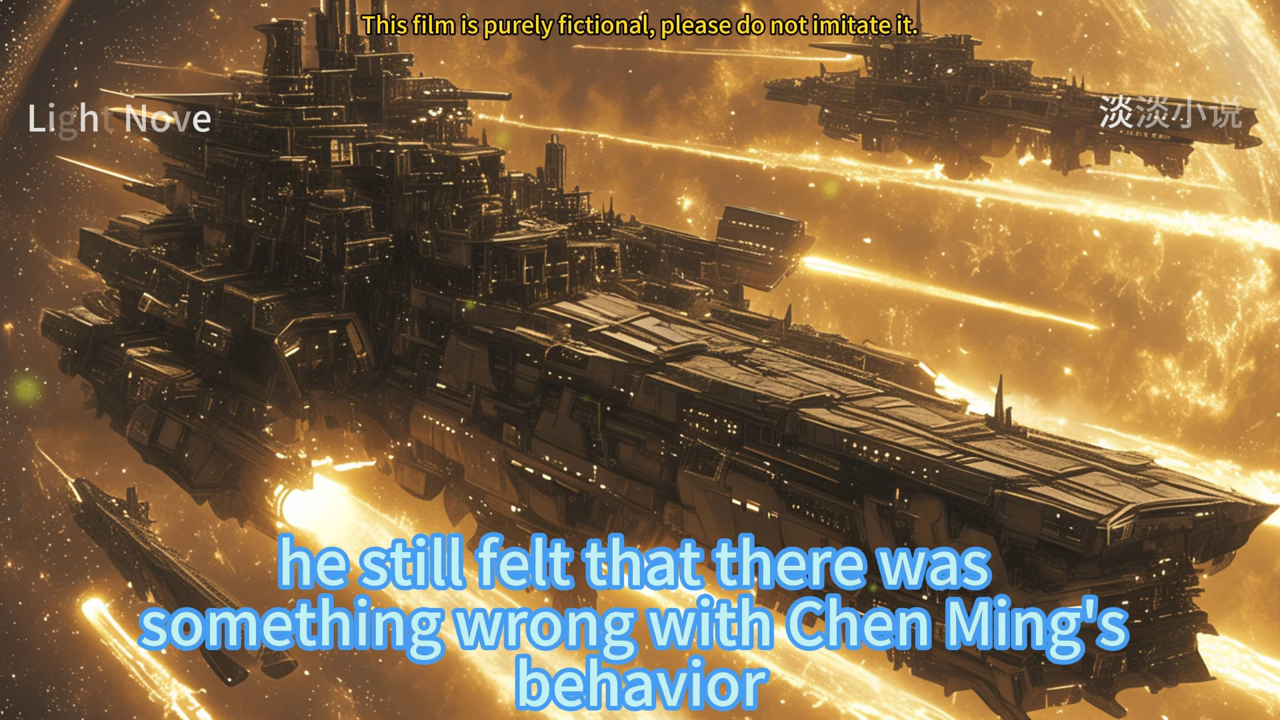 This film is purely fictional, please do not imitate it.
Light Nove
淡淡小说
he still felt that there was
something wrong with Chen Ming's
behavior